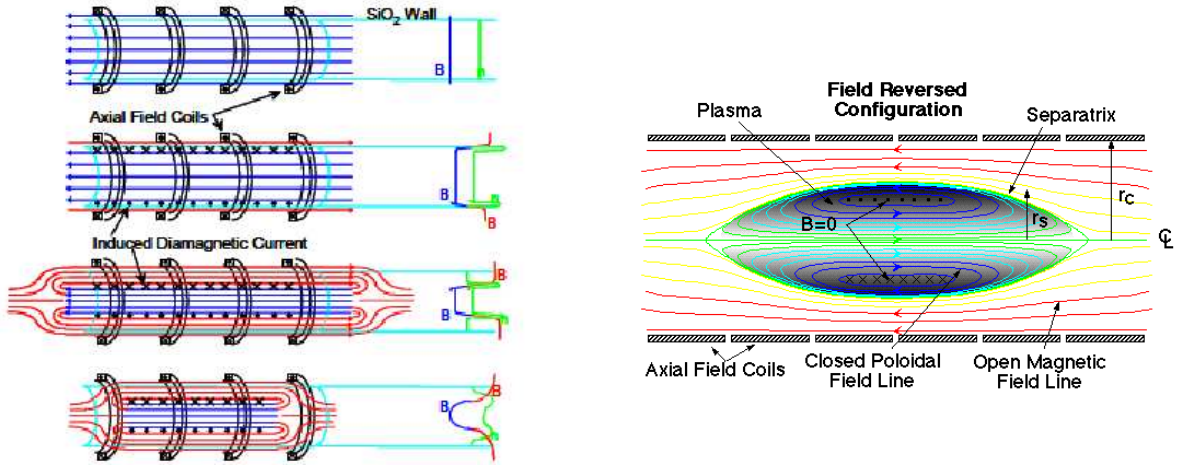 SiO2 Wall
B
n
Axial Field Coils
B
B
Induced Diamagnetic Current
B
B
B
B
Field Reversed
Configuration
Plasma
Separatrix
rC
rS
B=0
CL
Axial Field Coils
Closed Poloidal
Field Line
Open Magnetic
Field Line